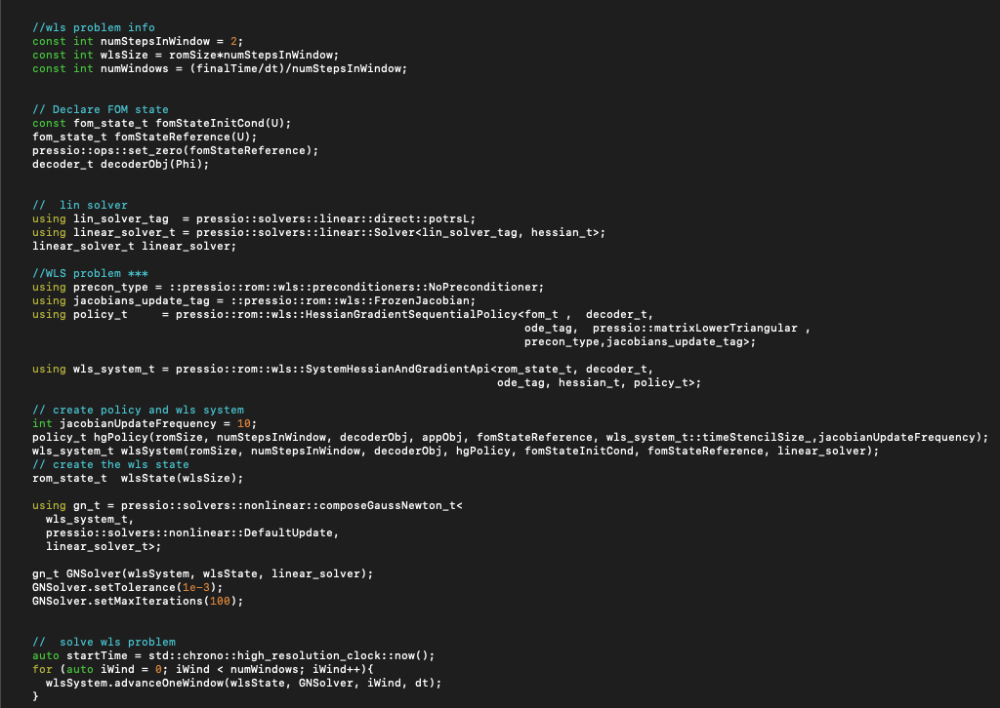 //wls problem info
const int numStepsInWindow = 2;
const int wlsSize = romSize*numStepsInWindow;
const int numWindows = (finalTime/dt)/numStepsInWindow;
// Declare FOM state
const fom_state_t fomStateInitCond(U);
fom_state_t fomStateReference(U);
pressio::ops::set_zero(fomStateReference);
decoder_t decoderObj(Phi);
//  lin solver
using lin_solver_tag  = pressio::solvers::linear::direct::potrsL;
using linear_solver_t = pressio::solvers::linear::Solver<lin_solver_tag, hessian_t>;
linear_solver_t linear_solver;
//WLS problem ***
using precon_type = ::pressio::rom::wls::preconditioners::NoPreconditioner;
using jacobians_update_tag = ::pressio::rom::wls::FrozenJacobian;
using policy_t     = pressio::rom::wls::HessianGradientSequentialPolicy<fom_t ,  decoder_t,
ode_tag,  pressio::matrixLowerTriangular ,
precon_type,jacobians_update_tag>;
using wls_system_t = pressio::rom::wls::SystemHessianAndGradientApi<rom_state_t, decoder_t,
ode_tag, hessian_t, policy_t>;
// create policy and wls system
int jacobianUpdateFrequency = 10;
policy_t hgPolicy(romSize, numStepsInWindow, decoderObj, appObj, fomStateReference, wls_system_t::timeStencilSize_,jacobianUpdateFrequency);
wls_system_t wlsSystem(romSize, numStepsInWindow, decoderObj, hgPolicy, fomStateInitCond, fomStateReference, linear_solver);
// create the wls state
rom_state_t  wlsState(wlsSize);
using gn_t = pressio::solvers::nonlinear::composeGaussNewton_t<
wls_system_t,
pressio::solvers::nonlinear::DefaultUpdate,
linear_solver_t>;
gn_t GNSolver(wlsSystem, wlsState, linear_solver);
GNSolver.setTolerance(1e-3);
GNSolver.setMaxIterations(100);
//  solve wls problem
auto startTime = std::chrono::high_resolution_clock::now();
for (auto iWind = 0; iWind < numWindows; iWind++){
wlsSystem.advanceOneWindow(wlsState, GNSolver, iWind, dt);
}